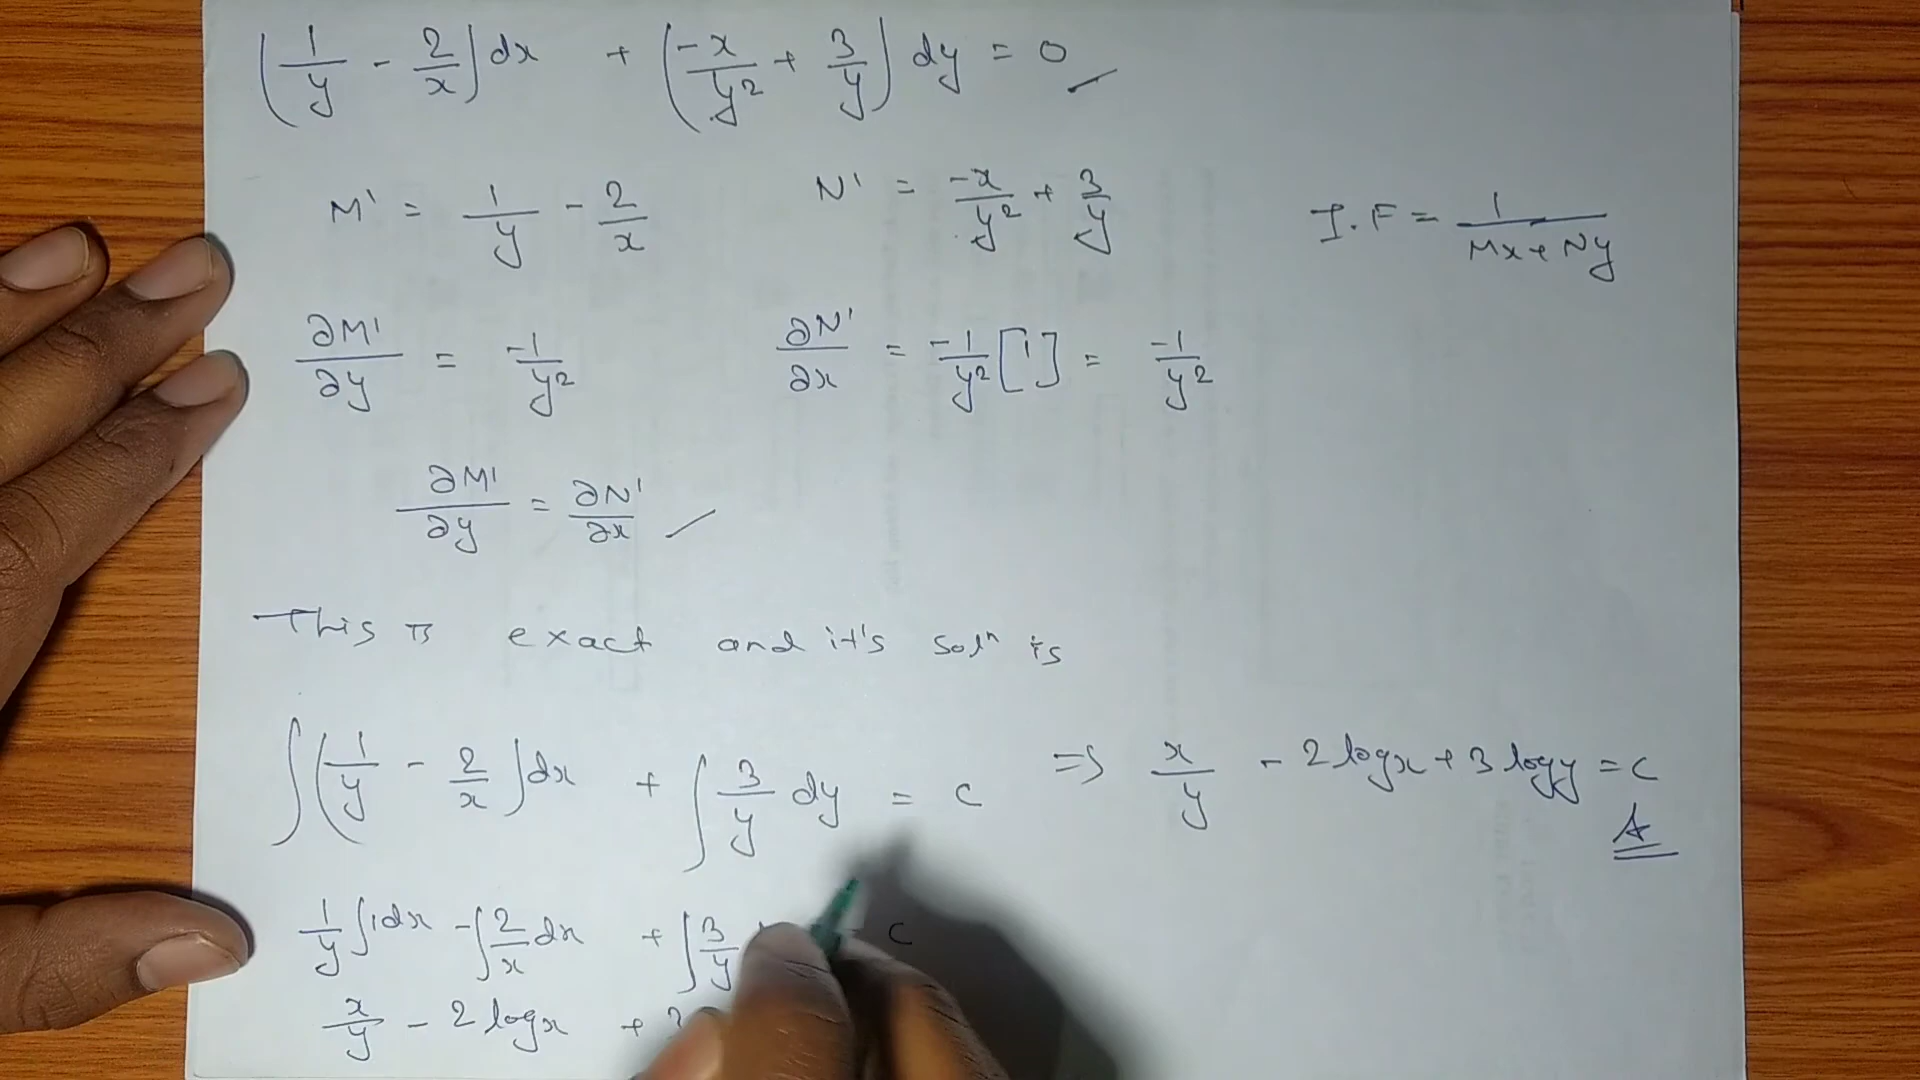 (1/y - 2/x) dx + (-x/y² + 3/y) dy = 0
M' = 1/y - 2/x
N' = -x/y² + 3/y
I.F = 1/(Mx + Ny)
∂M'/∂y = -1/y²
∂N'/∂x = -1/y² [1] = -1/y²
∂M'/∂y = ∂N'/∂x
This is exact and it's solⁿ is
∫(1/y - 2/x) dx + ∫ 3/y dy = c ⇒ x/y - 2 log x + 3 log y = c
A
1/y ∫1 dx - ∫ 2/x dx + ∫ 3/y c
x/y - 2 log x +